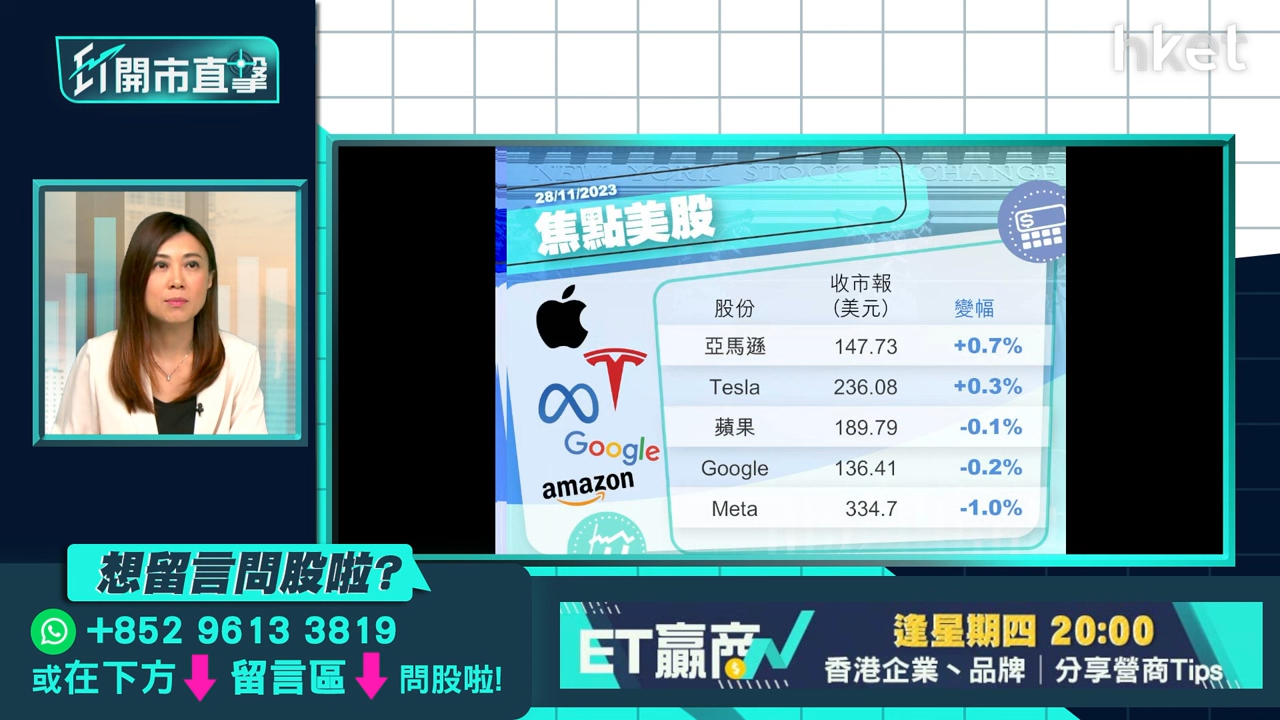 ET開市直擊
hket
NEW YORK STOCK EXCHANGE
28/11/2023
焦點美股
股份
收市報
(美元)
變幅
亞馬遜 147.73 +0.7%
Tesla 236.08 +0.3%
蘋果 189.79 -0.1%
Google 136.41 -0.2%
Meta 334.7 -1.0%
Google
amazon
想留言問股啦?
+852 9613 3819
或在下方 留言區 問股啦!
ET贏商
逢星期四 20:00
香港企業、品牌｜分享營商Tips